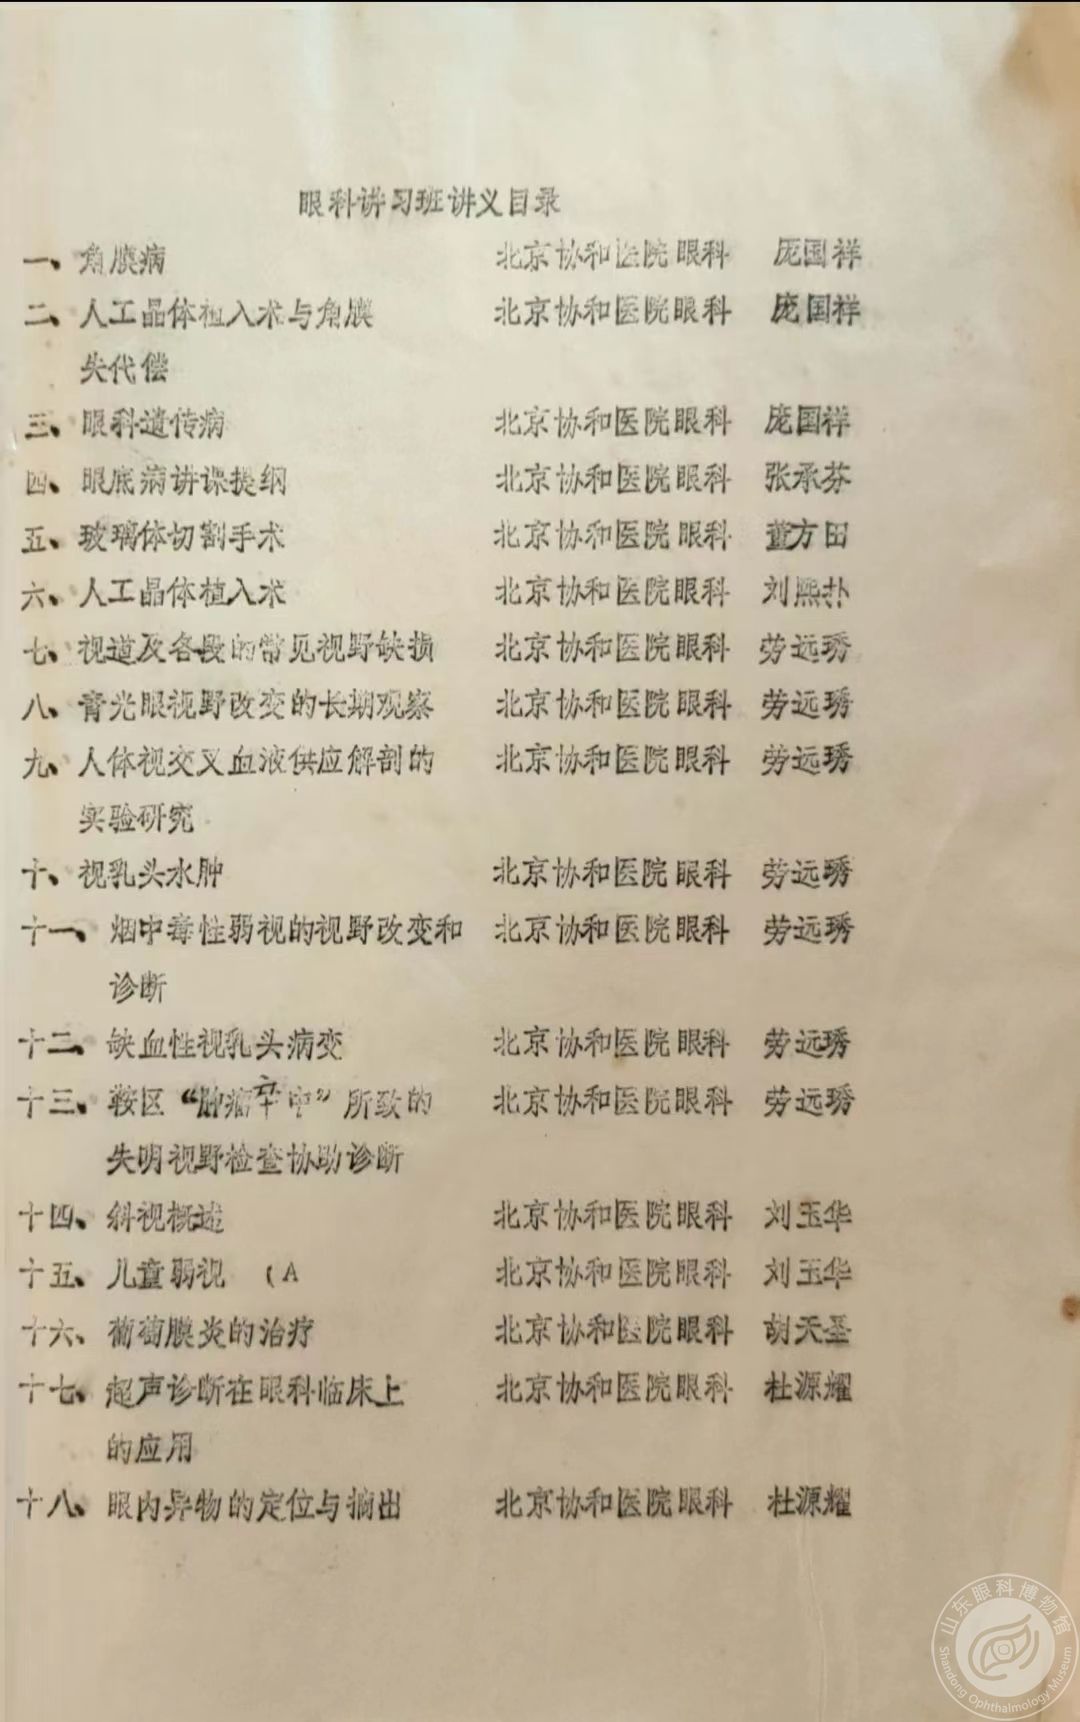 眼科讲习班讲义目录
一、角膜病 北京协和医院眼科 庞国祥
二、人工晶体植入术与角膜 北京协和医院眼科 庞国祥
失代偿
三、眼科遗传病 北京协和医院眼科 庞国祥
四、眼底病讲课提纲 北京协和医院眼科 张承芬
五、玻璃体切割手术 北京协和医院眼科 董方田
六、人工晶体植入术 北京协和医院眼科 刘熙朴
七、视道及各段的常见视野缺损 北京协和医院眼科 劳远琇
八、青光眼视野改变的长期观察 北京协和医院眼科 劳远琇
九、人体视交叉血液供应解剖的 北京协和医院眼科 劳远琇
实验研究
十、视乳头水肿 北京协和医院眼科 劳远琇
十一、烟中毒性弱视的视野改变和 北京协和医院眼科 劳远琇
诊断
十二、缺血性视乳头病变 北京协和医院眼科 劳远琇
十三、鞍区“肿瘤卒中”所致的 北京协和医院眼科 劳远琇
失明视野检查协助诊断
十四、斜视概述 北京协和医院眼科 刘玉华
十五、儿童弱视 （A 北京协和医院眼科 刘玉华
十六、葡萄膜炎的治疗 北京协和医院眼科 胡天圣
十七、超声诊断在眼科临床上 北京协和医院眼科 杜源耀
的应用
十八、眼内异物的定位与摘出 北京协和医院眼科 杜源耀
山东眼科博物馆
Shandong Ophthalmology Museum